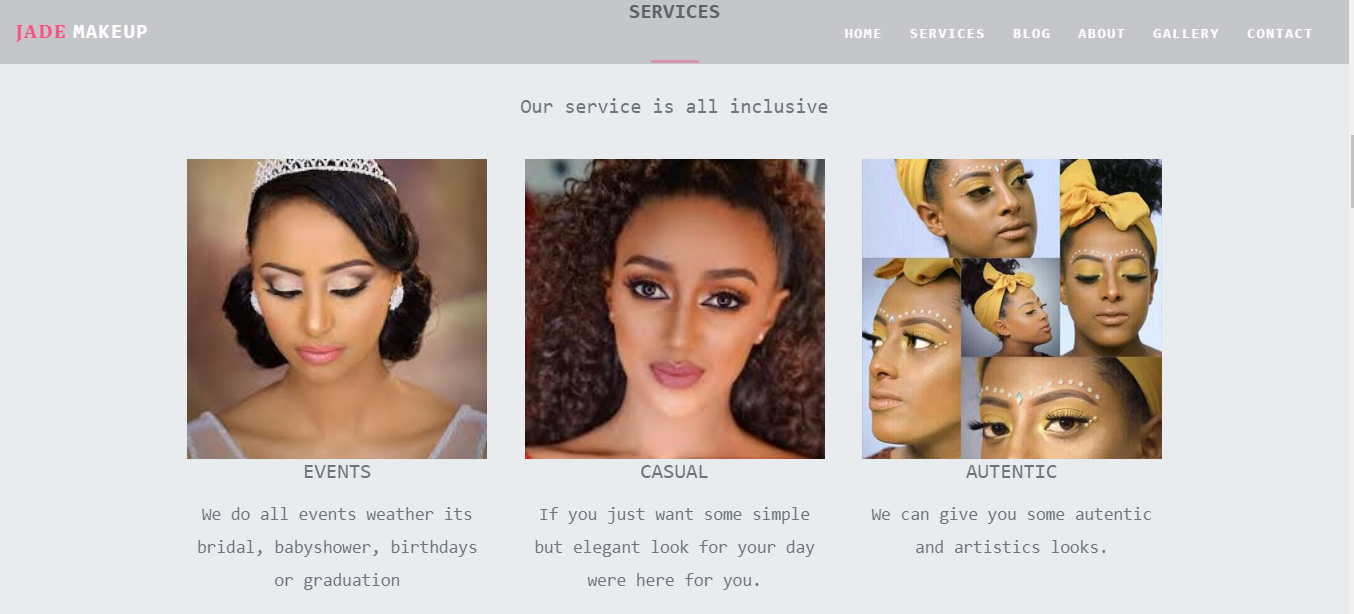 SERVICES
JADE MAKEUP
HOME SERVICES BLOG ABOUT GALLERY CONTACT
Our service is all inclusive
EVENTS
We do all events weather its
bridal, babyshower, birthdays
or graduation
CASUAL
If you just want some simple
but elegant look for your day
were here for you.
AUTENTIC
We can give you some autentic
and artistics looks.